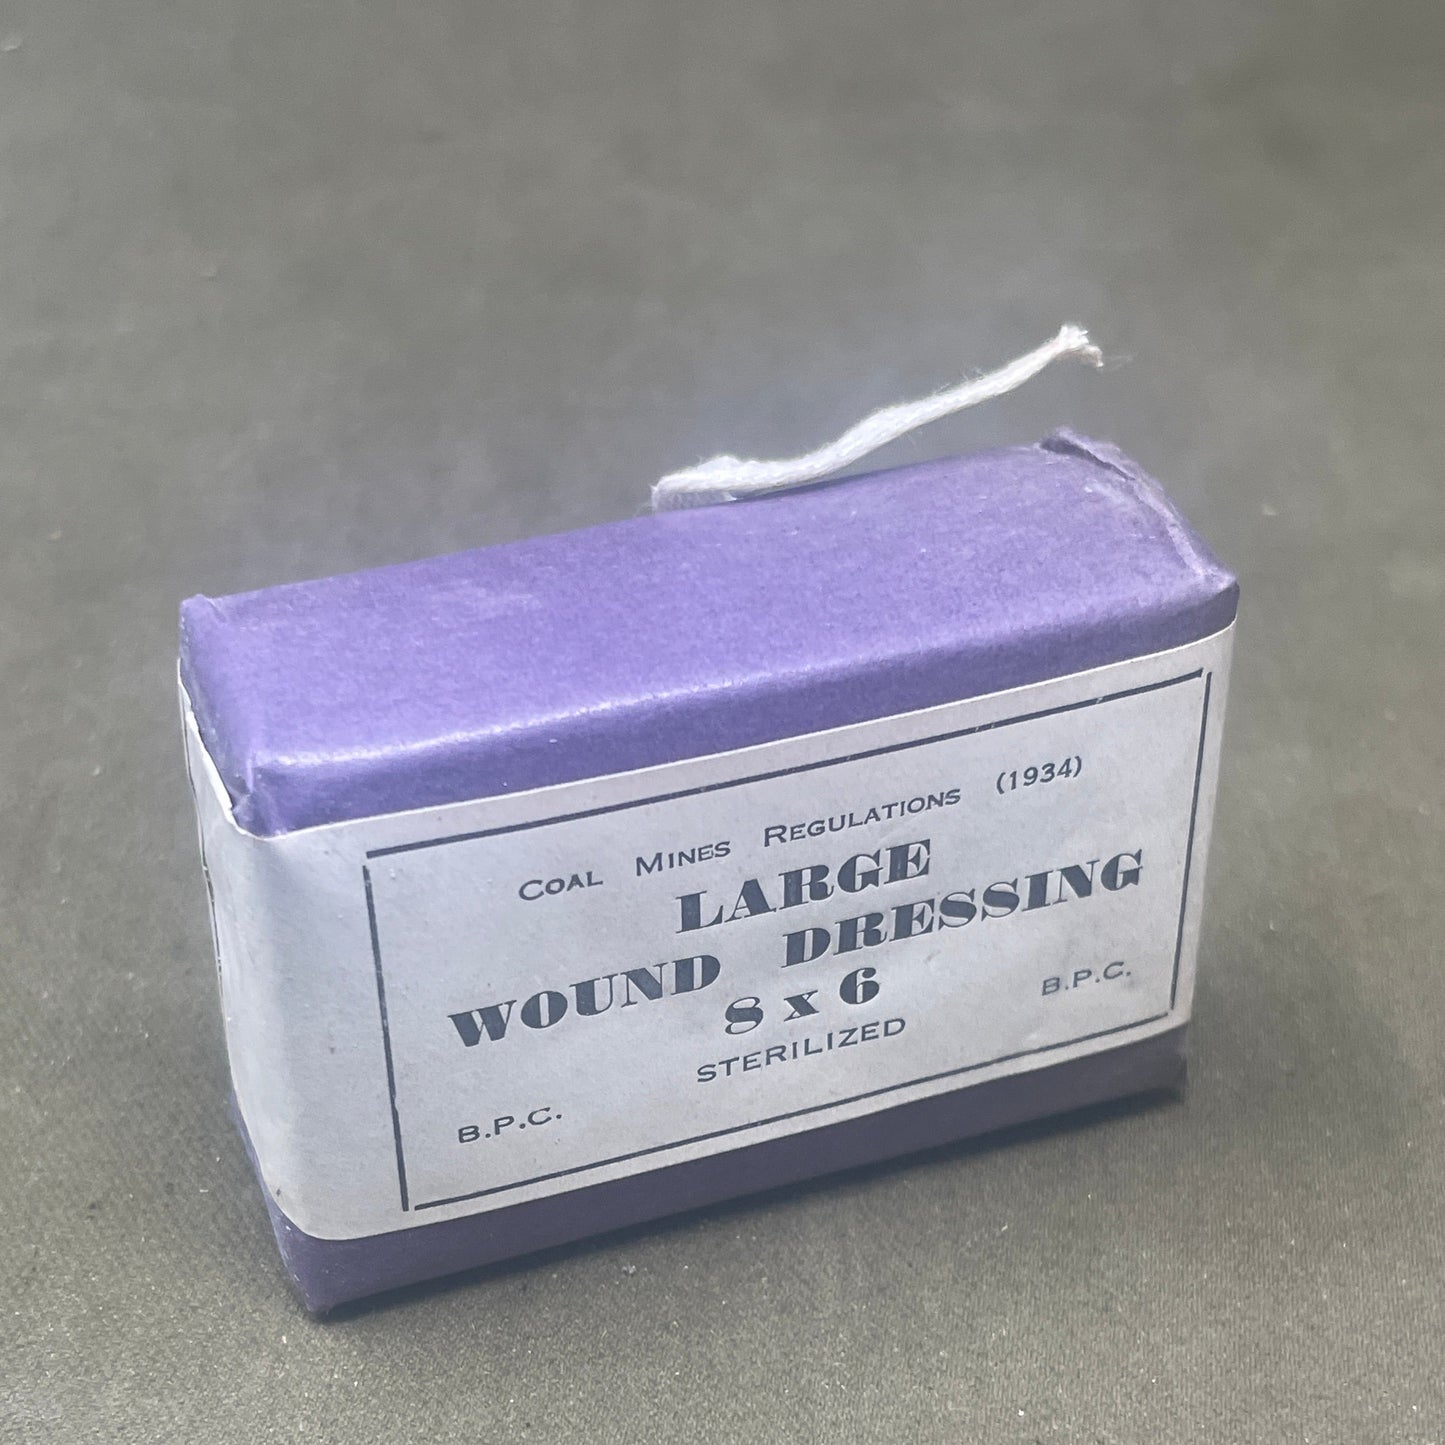 COAL MINES REGULATIONS (1934)
LARGE
WOUND DRESSING
8 x 6
STERILIZED
B.P.C. B.P.C.